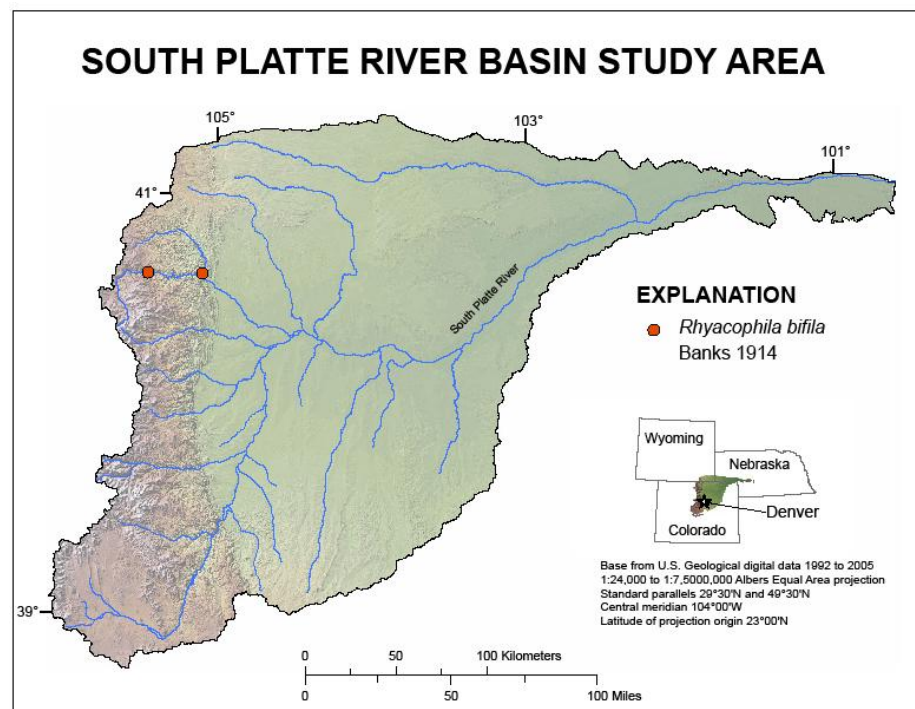 SOUTH PLATTE RIVER BASIN STUDY AREA
105°
103°
101°
41°
South Platte River
EXPLANATION
Rhyacophila bifila
Banks 1914
Wyoming
Nebraska
Denver
Colorado
Base from U.S. Geological digital data 1992 to 2005
1:24,000 to 1:7,5000,000 Albers Equal Area projection
Standard parallels 29°30'N and 49°30'N
Central meridian 104°00'W
Latitude of projection origin 23°00'N
39°
0 50 100 Kilometers
0 50 100 Miles